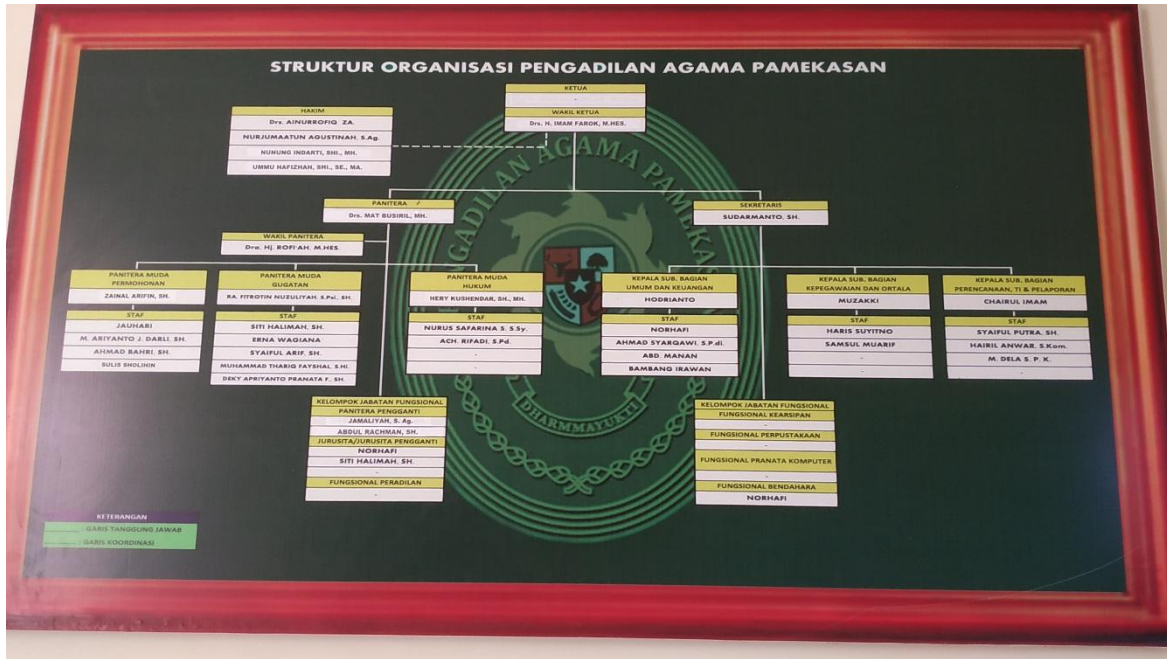 STRUKTUR ORGANISASI PENGADILAN AGAMA PAMEKASAN
KETUA
-
WAKIL KETUA
Drs. H. IMAM FAROK, M.HES.
HAKIM
Drs. AINURROFIQ ZA.
NURJUMAATUN AGUSTINAH, S.Ag.
NUNUNG INDARTI, SHI., MH.
UMMU HAFIZHAH, SHI., SE., MA.
PANITERA
Drs. MAT BUSIRIL, MH.
SEKRETARIS
SUDARMANTO, SH.
WAKIL PANITERA
Dra. Hj. ROFI'AH, M.HES.
PANITERA MUDA
PERMOHONAN
ZAINAL ARIFIN, SH.
STAF
JAUHARI
M. ARIYANTO J. DARLI, SH.
AHMAD BAHRI, SH.
SULIS SHOLIHIN
PANITERA MUDA
GUGATAN
RA. FITROTIN NUZULIYAH, S.Psi., SH.
STAF
SITI HALIMAH, SH.
ERNA WAGIANA
SYAIFUL ARIF, SH.
MUHAMMAD THARIQ FAYSHAL, S.HI.
DEKY APRIYANTO PRANATA F., SH.
PANITERA MUDA
HUKUM
HERY KUSHENDAR, SH., MH.
STAF
NURUS SAFARINA S. S.Sy.
ACH. RIFADI, S.Pd.
-
-
KEPALA SUB. BAGIAN
UMUM DAN KEUANGAN
HODRIANTO
STAF
NORHAFI
AHMAD SYARQAWI, S.P.dI.
ABD. MANAN
BAMBANG IRAWAN
KEPALA SUB. BAGIAN
KEPEGAWAIAN DAN ORTALA
MUZAKKI
STAF
HARIS SUYITNO
SAMSUL MUARIF
-
-
KEPALA SUB. BAGIAN
PERENCANAAN, TI & PELAPORAN
CHAIRUL IMAM
STAF
SYAIFUL PUTRA, SH.
HAIRIL ANWAR, S.Kom.
M. DELA S. P. K.
-
KELOMPOK JABATAN FUNGSIONAL
PANITERA PENGGANTI
JAMALIYAH, S. Ag.
ABDUL RACHMAN, SH.
JURUSITA/JURUSITA PENGGANTI
NORHAFI
SITI HALIMAH, SH.
-
FUNGSIONAL PERADILAN
-
KELOMPOK JABATAN FUNGSIONAL
FUNGSIONAL KEARSIPAN
-
FUNGSIONAL PERPUSTAKAAN
-
FUNGSIONAL PRANATA KOMPUTER
-
FUNGSIONAL BENDAHARA
NORHAFI
PENGADILAN AGAMA PAMEKASAN
DHARMMAYUKTI
KETERANGAN
: GARIS TANGGUNG JAWAB
: GARIS KOORDINASI